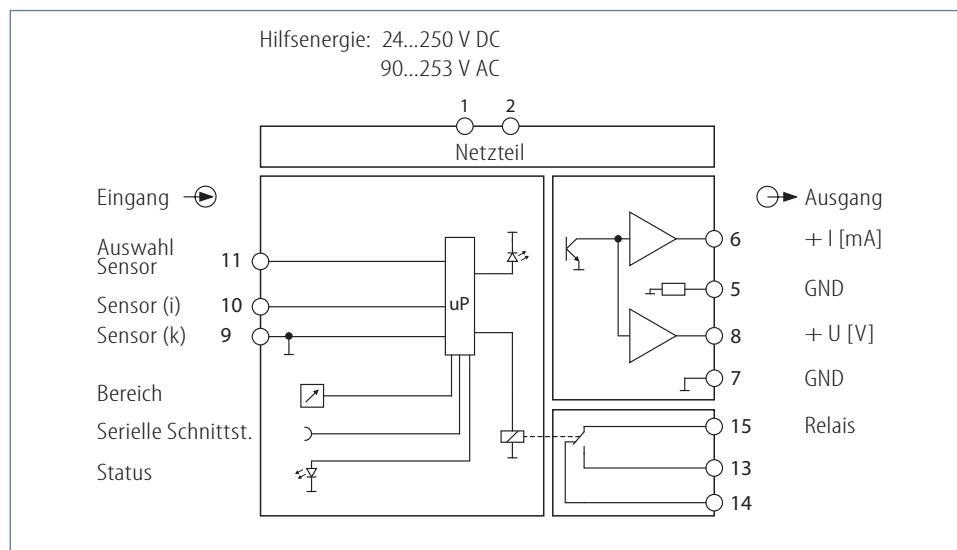 Hilfsenergie: 24...250 V DC
90...253 V AC
1 2
Netzteil
Eingang
Ausgang
Auswahl
Sensor 11
Sensor (i) 10
Sensor (k) 9
uP
6 + I [mA]
5 GND
8 + U [V]
7 GND
Bereich
Serielle Schnittst.
Status
15 Relais
13
14